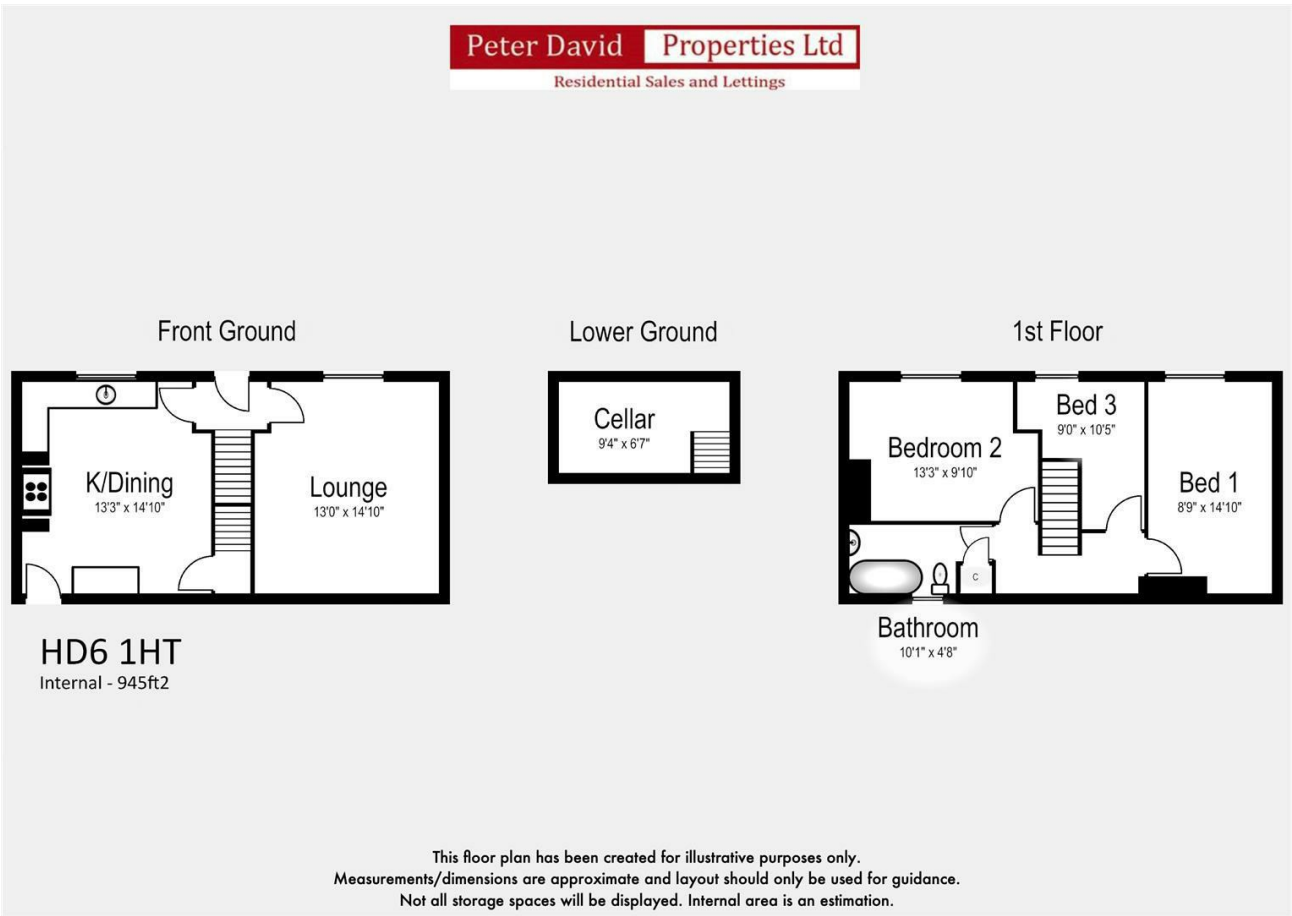 Peter David Properties Ltd
Residential Sales and Lettings
Front Ground
Lower Ground
1st Floor
K/Dining
13'3" x 14'10"
Lounge
13'0" x 14'10"
Cellar
9'4" x 6'7"
Bedroom 2
13'3" x 9'10"
Bed 3
9'0" x 10'5"
Bed 1
8'9" x 14'10"
C
Bathroom
10'1" x 4'8"
HD6 1HT
Internal - 945ft2
This floor plan has been created for illustrative purposes only.
Measurements/dimensions are approximate and layout should only be used for guidance.
Not all storage spaces will be displayed. Internal area is an estimation.